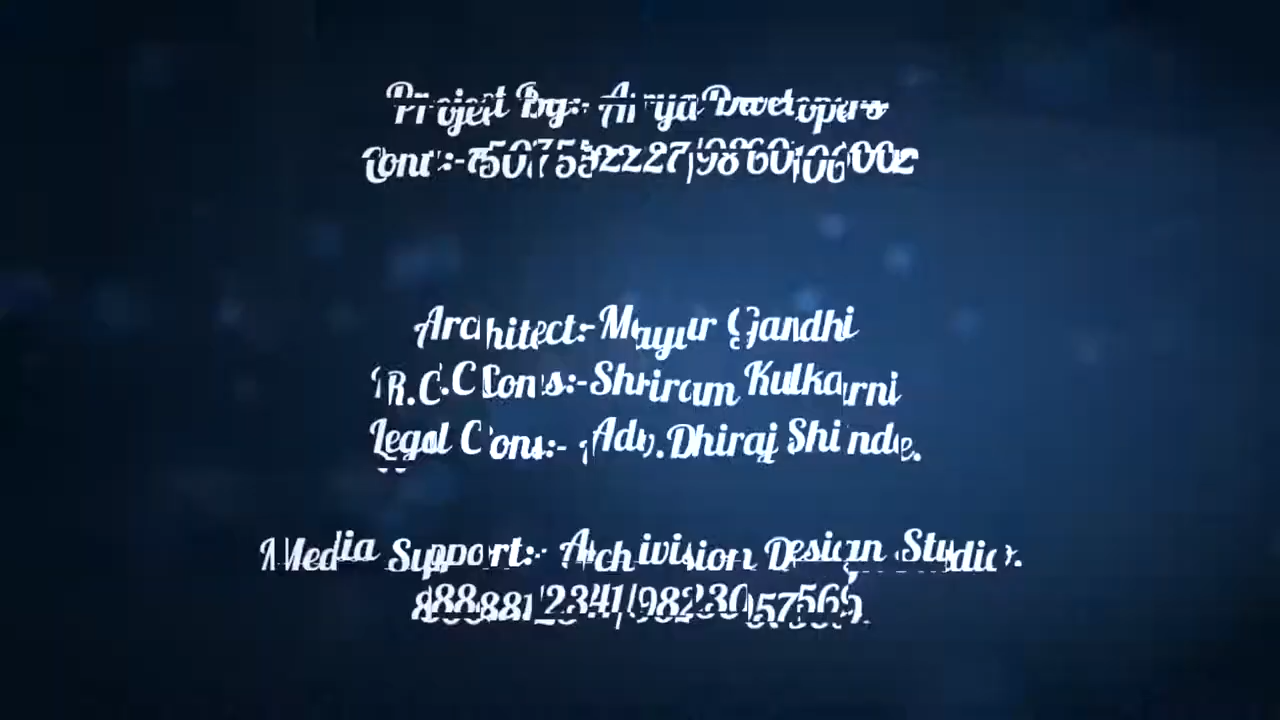 Project By:- Arya Developers
Cont:-
Architect:-Mayur Gandhi
R.C.C Cons:-Shriram Kulkarni
Legal Cons:- Adv.Dhiraj Shinde.
Media Support:- Archivision Design Studio.